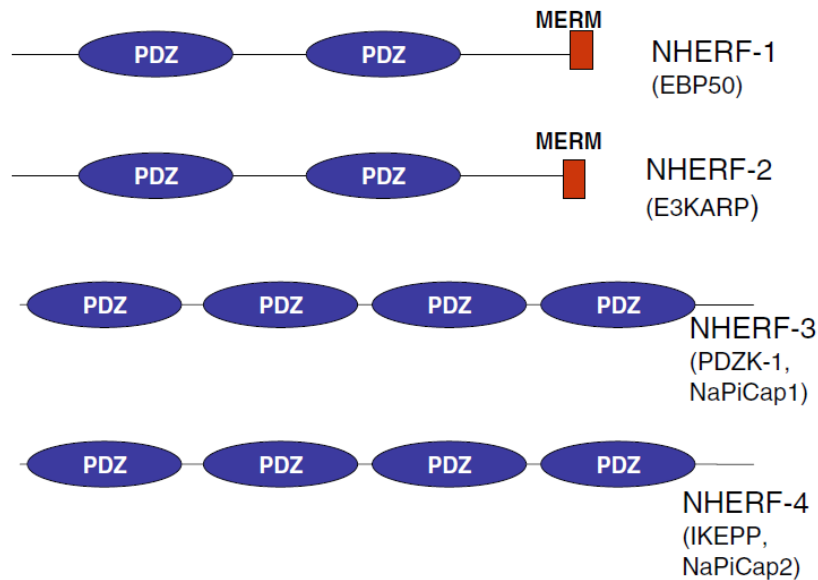 MERM
PDZ PDZ
NHERF-1
(EBP50)
MERM
PDZ PDZ
NHERF-2
(E3KARP)
PDZ PDZ PDZ PDZ
NHERF-3
(PDZK-1,
NaPiCap1)
PDZ PDZ PDZ PDZ
NHERF-4
(IKEPP,
NaPiCap2)